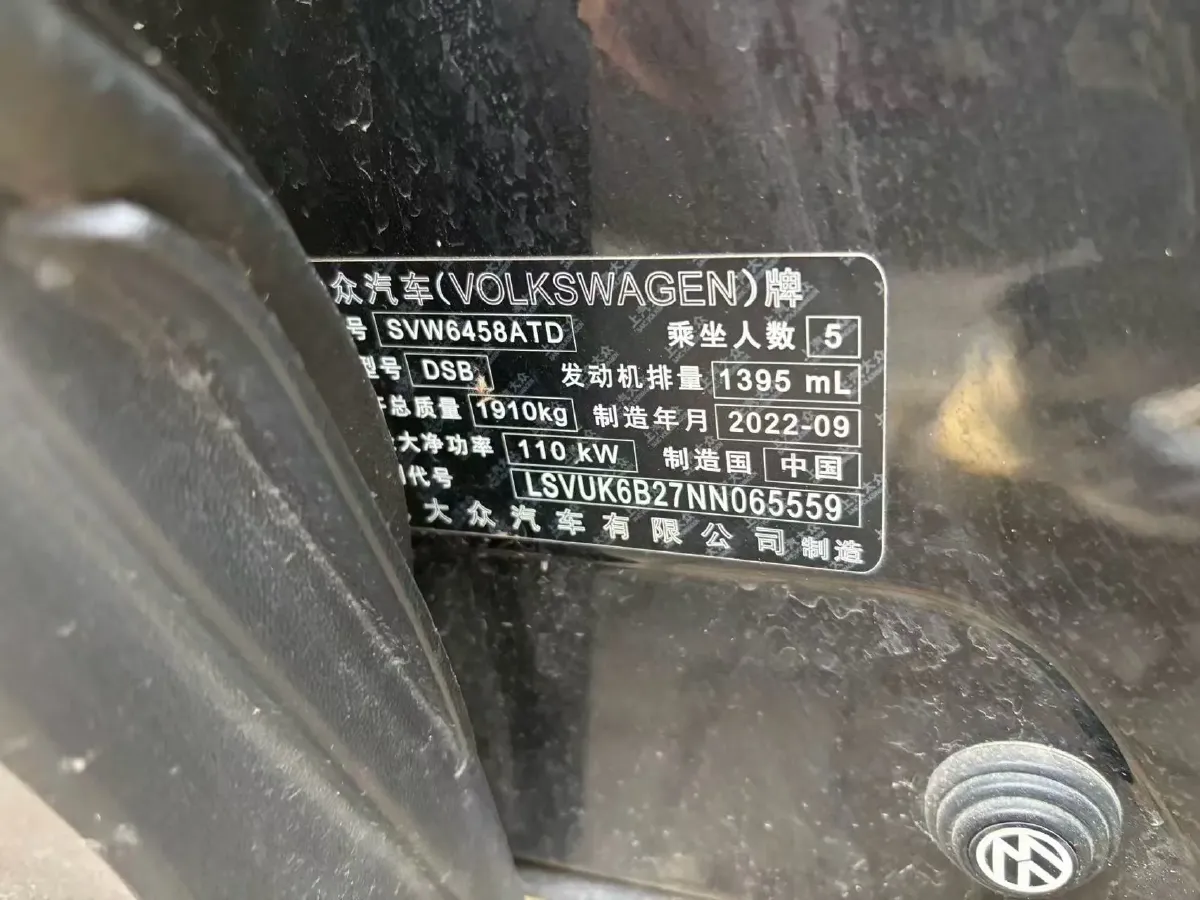 众汽车(VOLKSWAGEN)牌
号 SVW6458ATD 乘坐人数 5
型号 DSB 发动机排量 1395 mL
总质量 1910kg 制造年月 2022-09
大净功率 110 kW 制造国 中国
代号 LSVUK6B27NN065559
大众汽车有限公司 制造